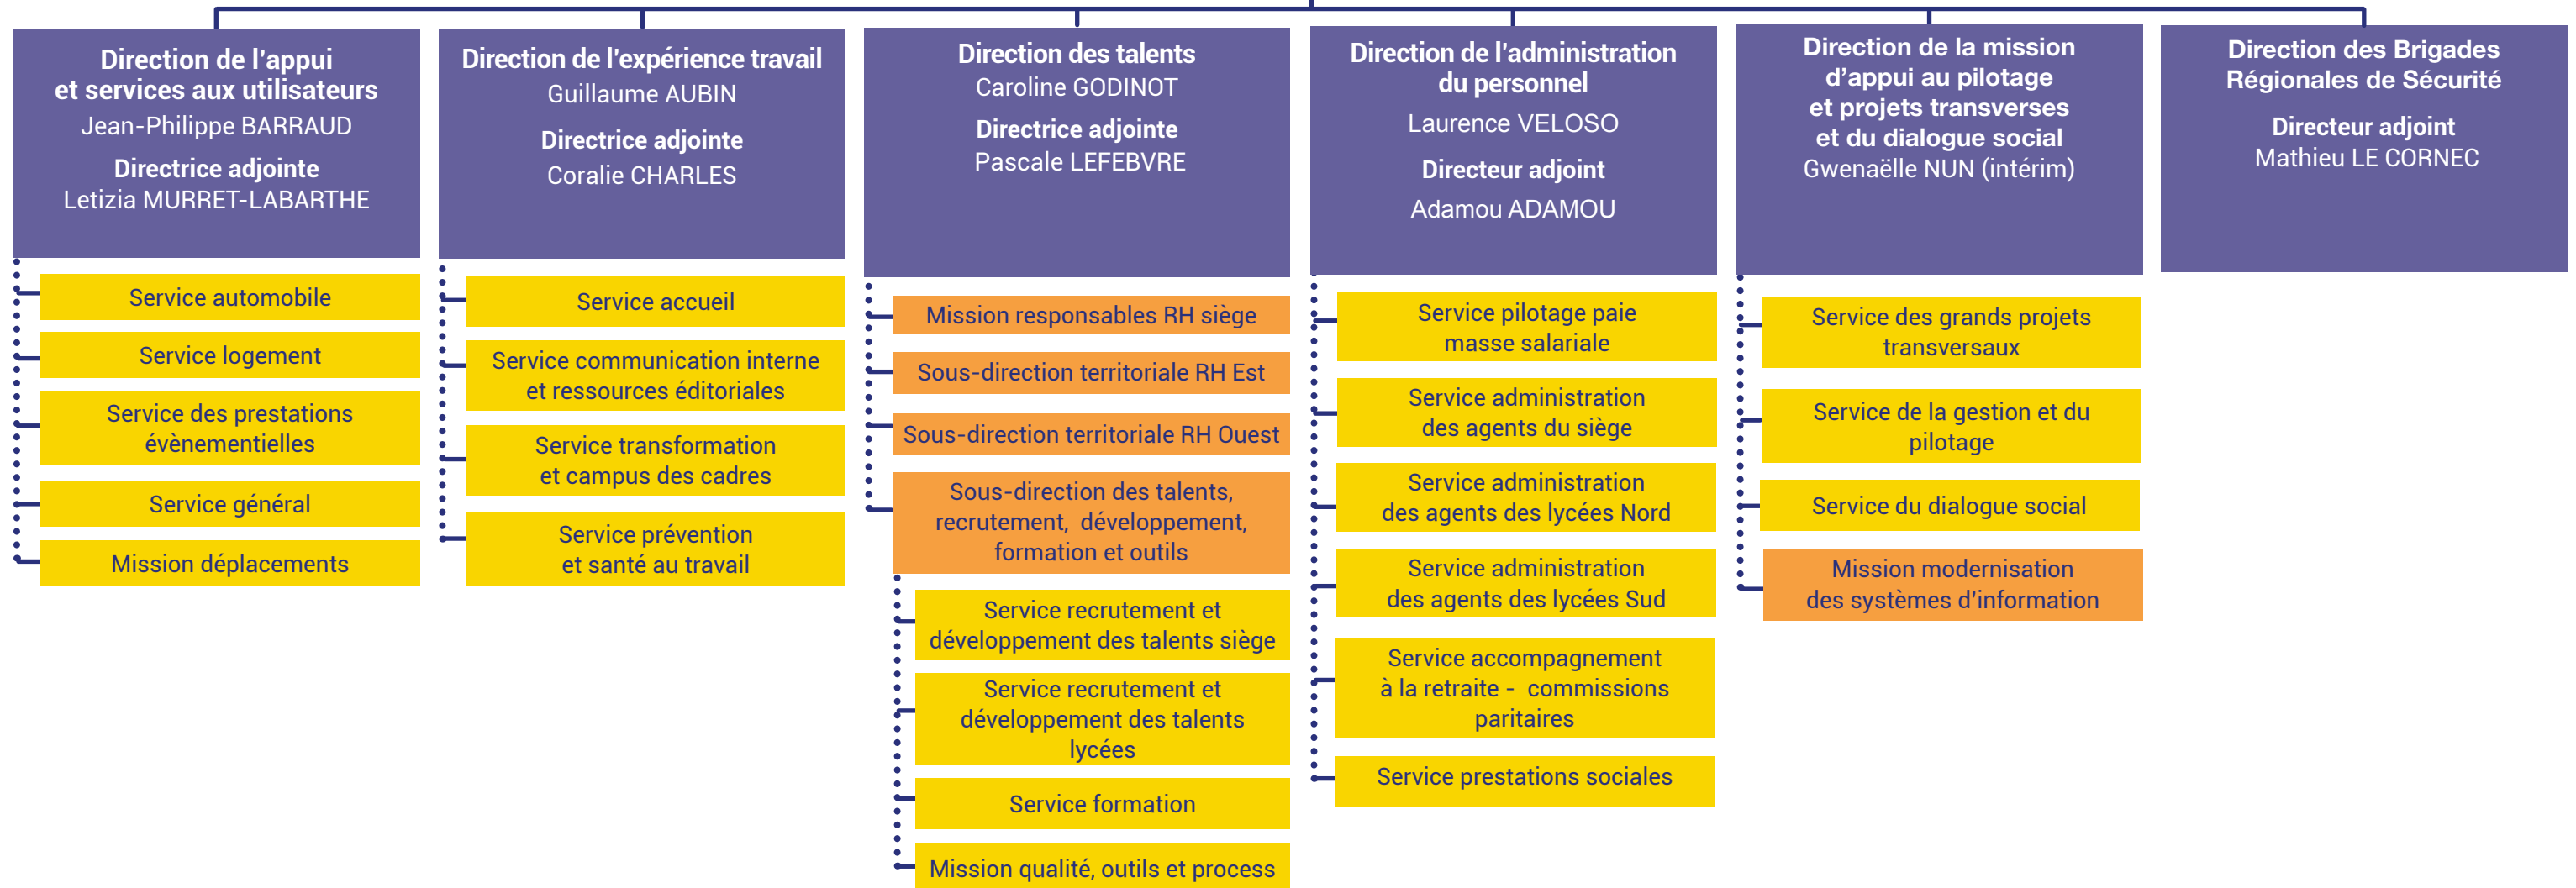 Direction de l'appui
et services aux utilisateurs
Jean-Philippe BARRAUD
Directrice adjointe
Letizia MURRET-LABARTHE
Service automobile
Service logement
Service des prestations
évènementielles
Service général
Mission déplacements
Direction de l'expérience travail
Guillaume AUBIN
Directrice adjointe
Coralie CHARLES
Service accueil
Service communication interne
et ressources éditoriales
Service transformation
et campus des cadres
Service prévention
et santé au travail
Direction des talents
Caroline GODINOT
Directrice adjointe
Pascale LEFEBVRE
Mission responsables RH siège
Sous-direction territoriale RH Est
Sous-direction territoriale RH Ouest
Sous-direction des talents,
recrutement, développement,
formation et outils
Service recrutement et
développement des talents siège
Service recrutement et
développement des talents
lycées
Service formation
Mission qualité, outils et process
Direction de l'administration
du personnel
Laurence VELOSO
Directeur adjoint
Adamou ADAMOU
Service pilotage paie
masse salariale
Service administration
des agents du siège
Service administration
des agents des lycées Nord
Service administration
des agents des lycées Sud
Service accompagnement
à la retraite - commissions
paritaires
Service prestations sociales
Direction de la mission
d'appui au pilotage
et projets transverses
et du dialogue social
Gwenaëlle NUN (intérim)
Service des grands projets
transversaux
Service de la gestion et du
pilotage
Service du dialogue social
Mission modernisation
des systèmes d'information
Direction des Brigades
Régionales de Sécurité
Directeur adjoint
Mathieu LE CORNEC